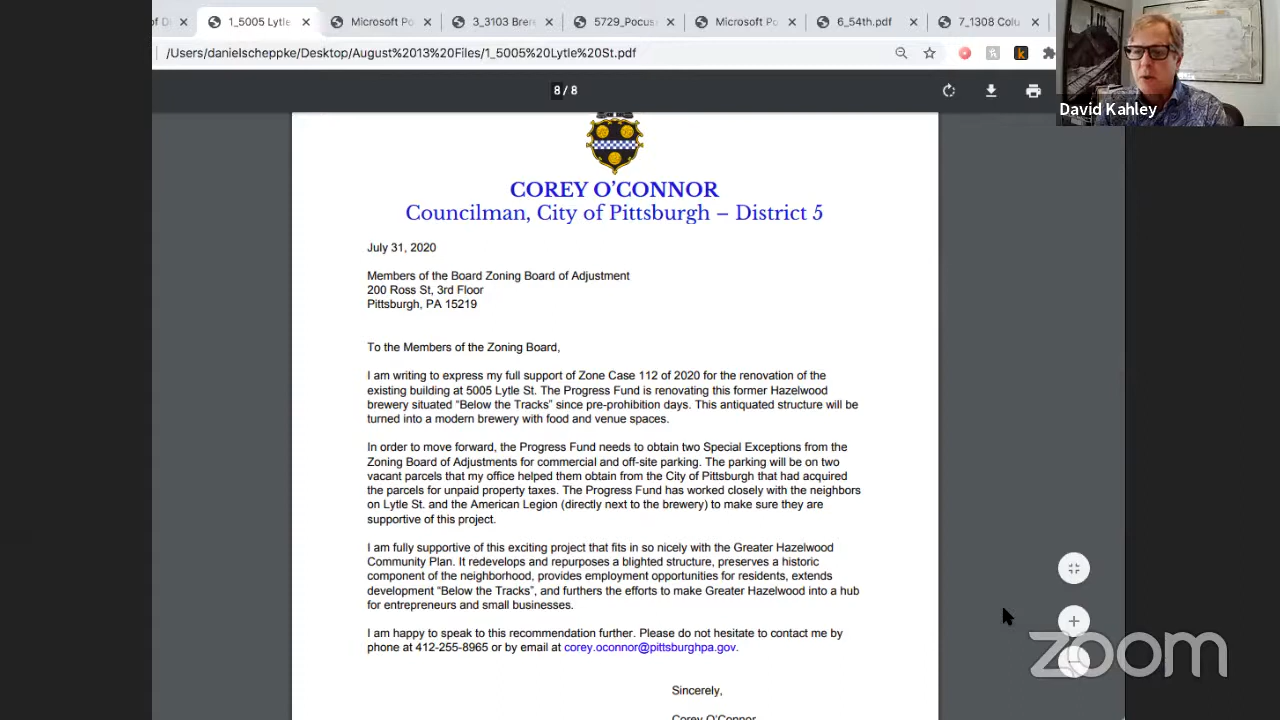 of D
1_5005 Lytle
Microsoft Po
3_3103 Brere
5729_Pocus
Microsoft Po
6_54th.pdf
7_1308 Colu
/Users/danielscheppke/Desktop/August%2013%20Files/1_5005%20Lytle%20St.pdf
8 / 8
David Kahley
COREY O'CONNOR
Councilman, City of Pittsburgh – District 5
July 31, 2020
Members of the Board Zoning Board of Adjustment
200 Ross St, 3rd Floor
Pittsburgh, PA 15219
To the Members of the Zoning Board,
I am writing to express my full support of Zone Case 112 of 2020 for the renovation of the
existing building at 5005 Lytle St. The Progress Fund is renovating this former Hazelwood
brewery situated "Below the Tracks" since pre-prohibition days. This antiquated structure will be
turned into a modern brewery with food and venue spaces.
In order to move forward, the Progress Fund needs to obtain two Special Exceptions from the
Zoning Board of Adjustments for commercial and off-site parking. The parking will be on two
vacant parcels that my office helped them obtain from the City of Pittsburgh that had acquired
the parcels for unpaid property taxes. The Progress Fund has worked closely with the neighbors
on Lytle St. and the American Legion (directly next to the brewery) to make sure they are
supportive of this project.
I am fully supportive of this exciting project that fits in so nicely with the Greater Hazelwood
Community Plan. It redevelops and repurposes a blighted structure, preserves a historic
component of the neighborhood, provides employment opportunities for residents, extends
development "Below the Tracks", and furthers the efforts to make Greater Hazelwood into a hub
for entrepreneurs and small businesses.
I am happy to speak to this recommendation further. Please do not hesitate to contact me by
phone at 412-255-8965 or by email at corey.oconnor@pittsburghpa.gov.
zoom
Sincerely,
Corey O'Connor